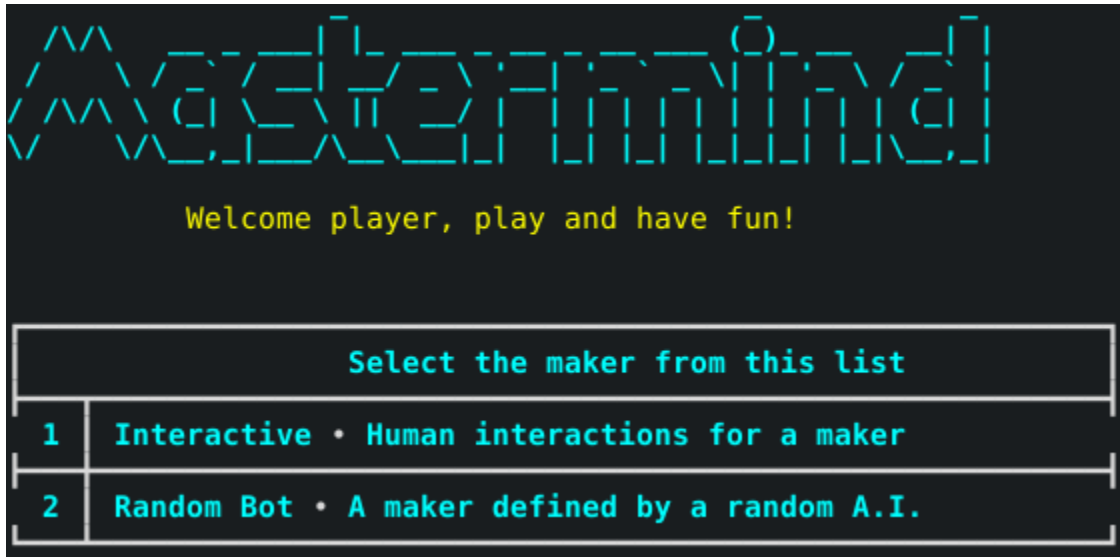 Mastermind
Welcome player, play and have fun!
Select the maker from this list
1 Interactive • Human interactions for a maker
2 Random Bot • A maker defined by a random A.I.